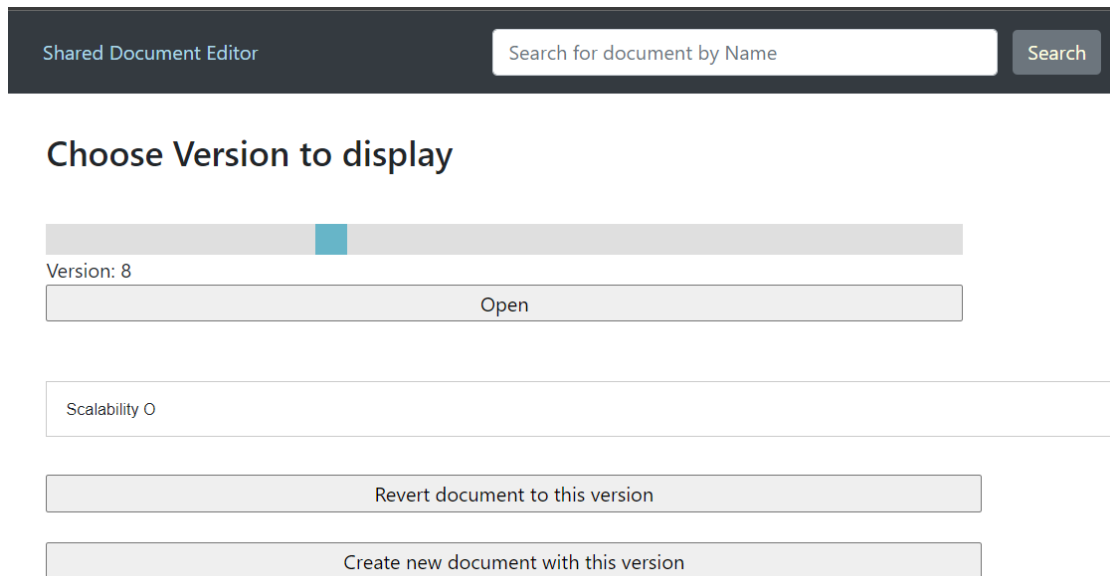 Shared Document Editor
Search for document by Name
Search
Choose Version to display
Version: 8
Open
Scalability O
Revert document to this version
Create new document with this version